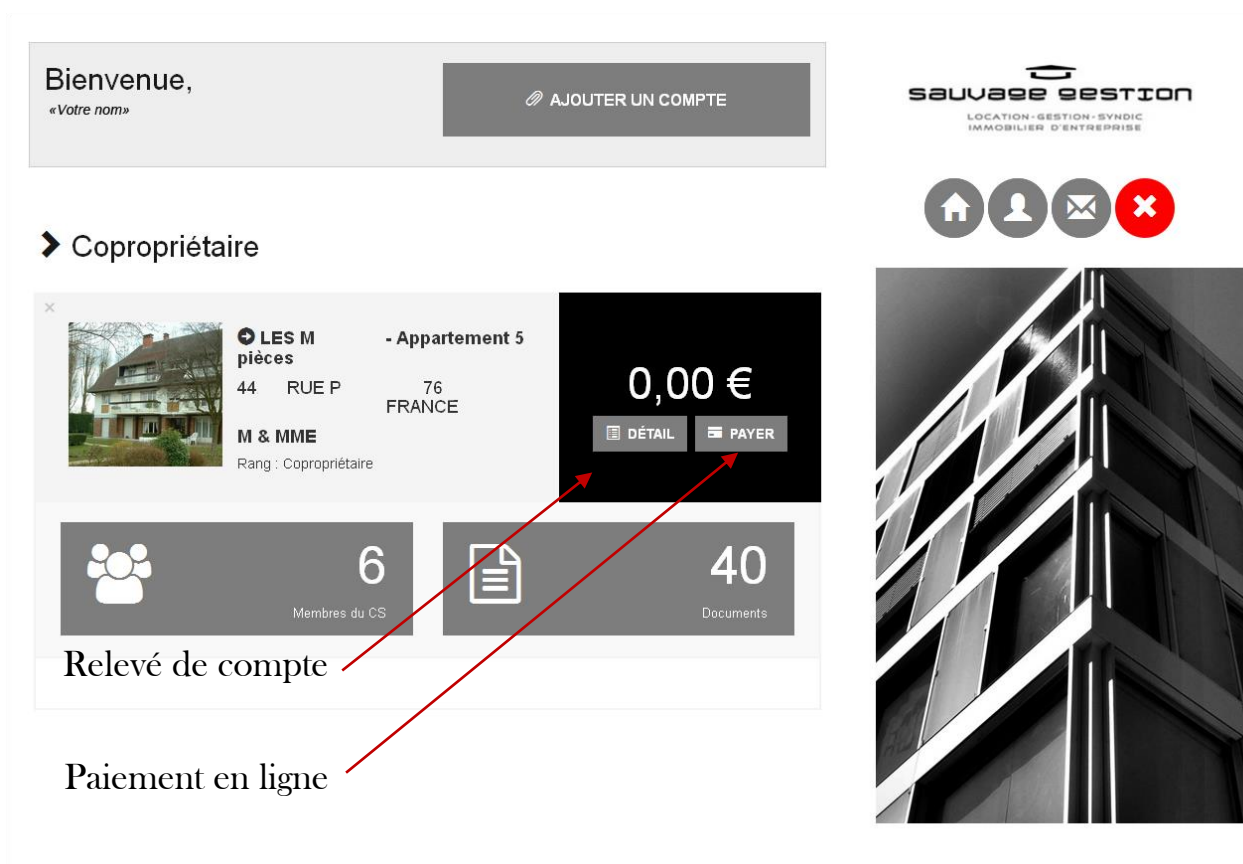 Bienvenue,
«Votre nom»
AJOUTER UN COMPTE
sauvage gestion
LOCATION-GESTION-SYNDIC
IMMOBILIER D'ENTREPRISE
Copropriétaire
LES M - Appartement 5
pièces
44 RUE P 76
FRANCE
M & MME
Rang : Copropriétaire
0,00 €
DÉTAIL PAYER
6
Membres du CS
40
Documents
Relevé de compte
Paiement en ligne